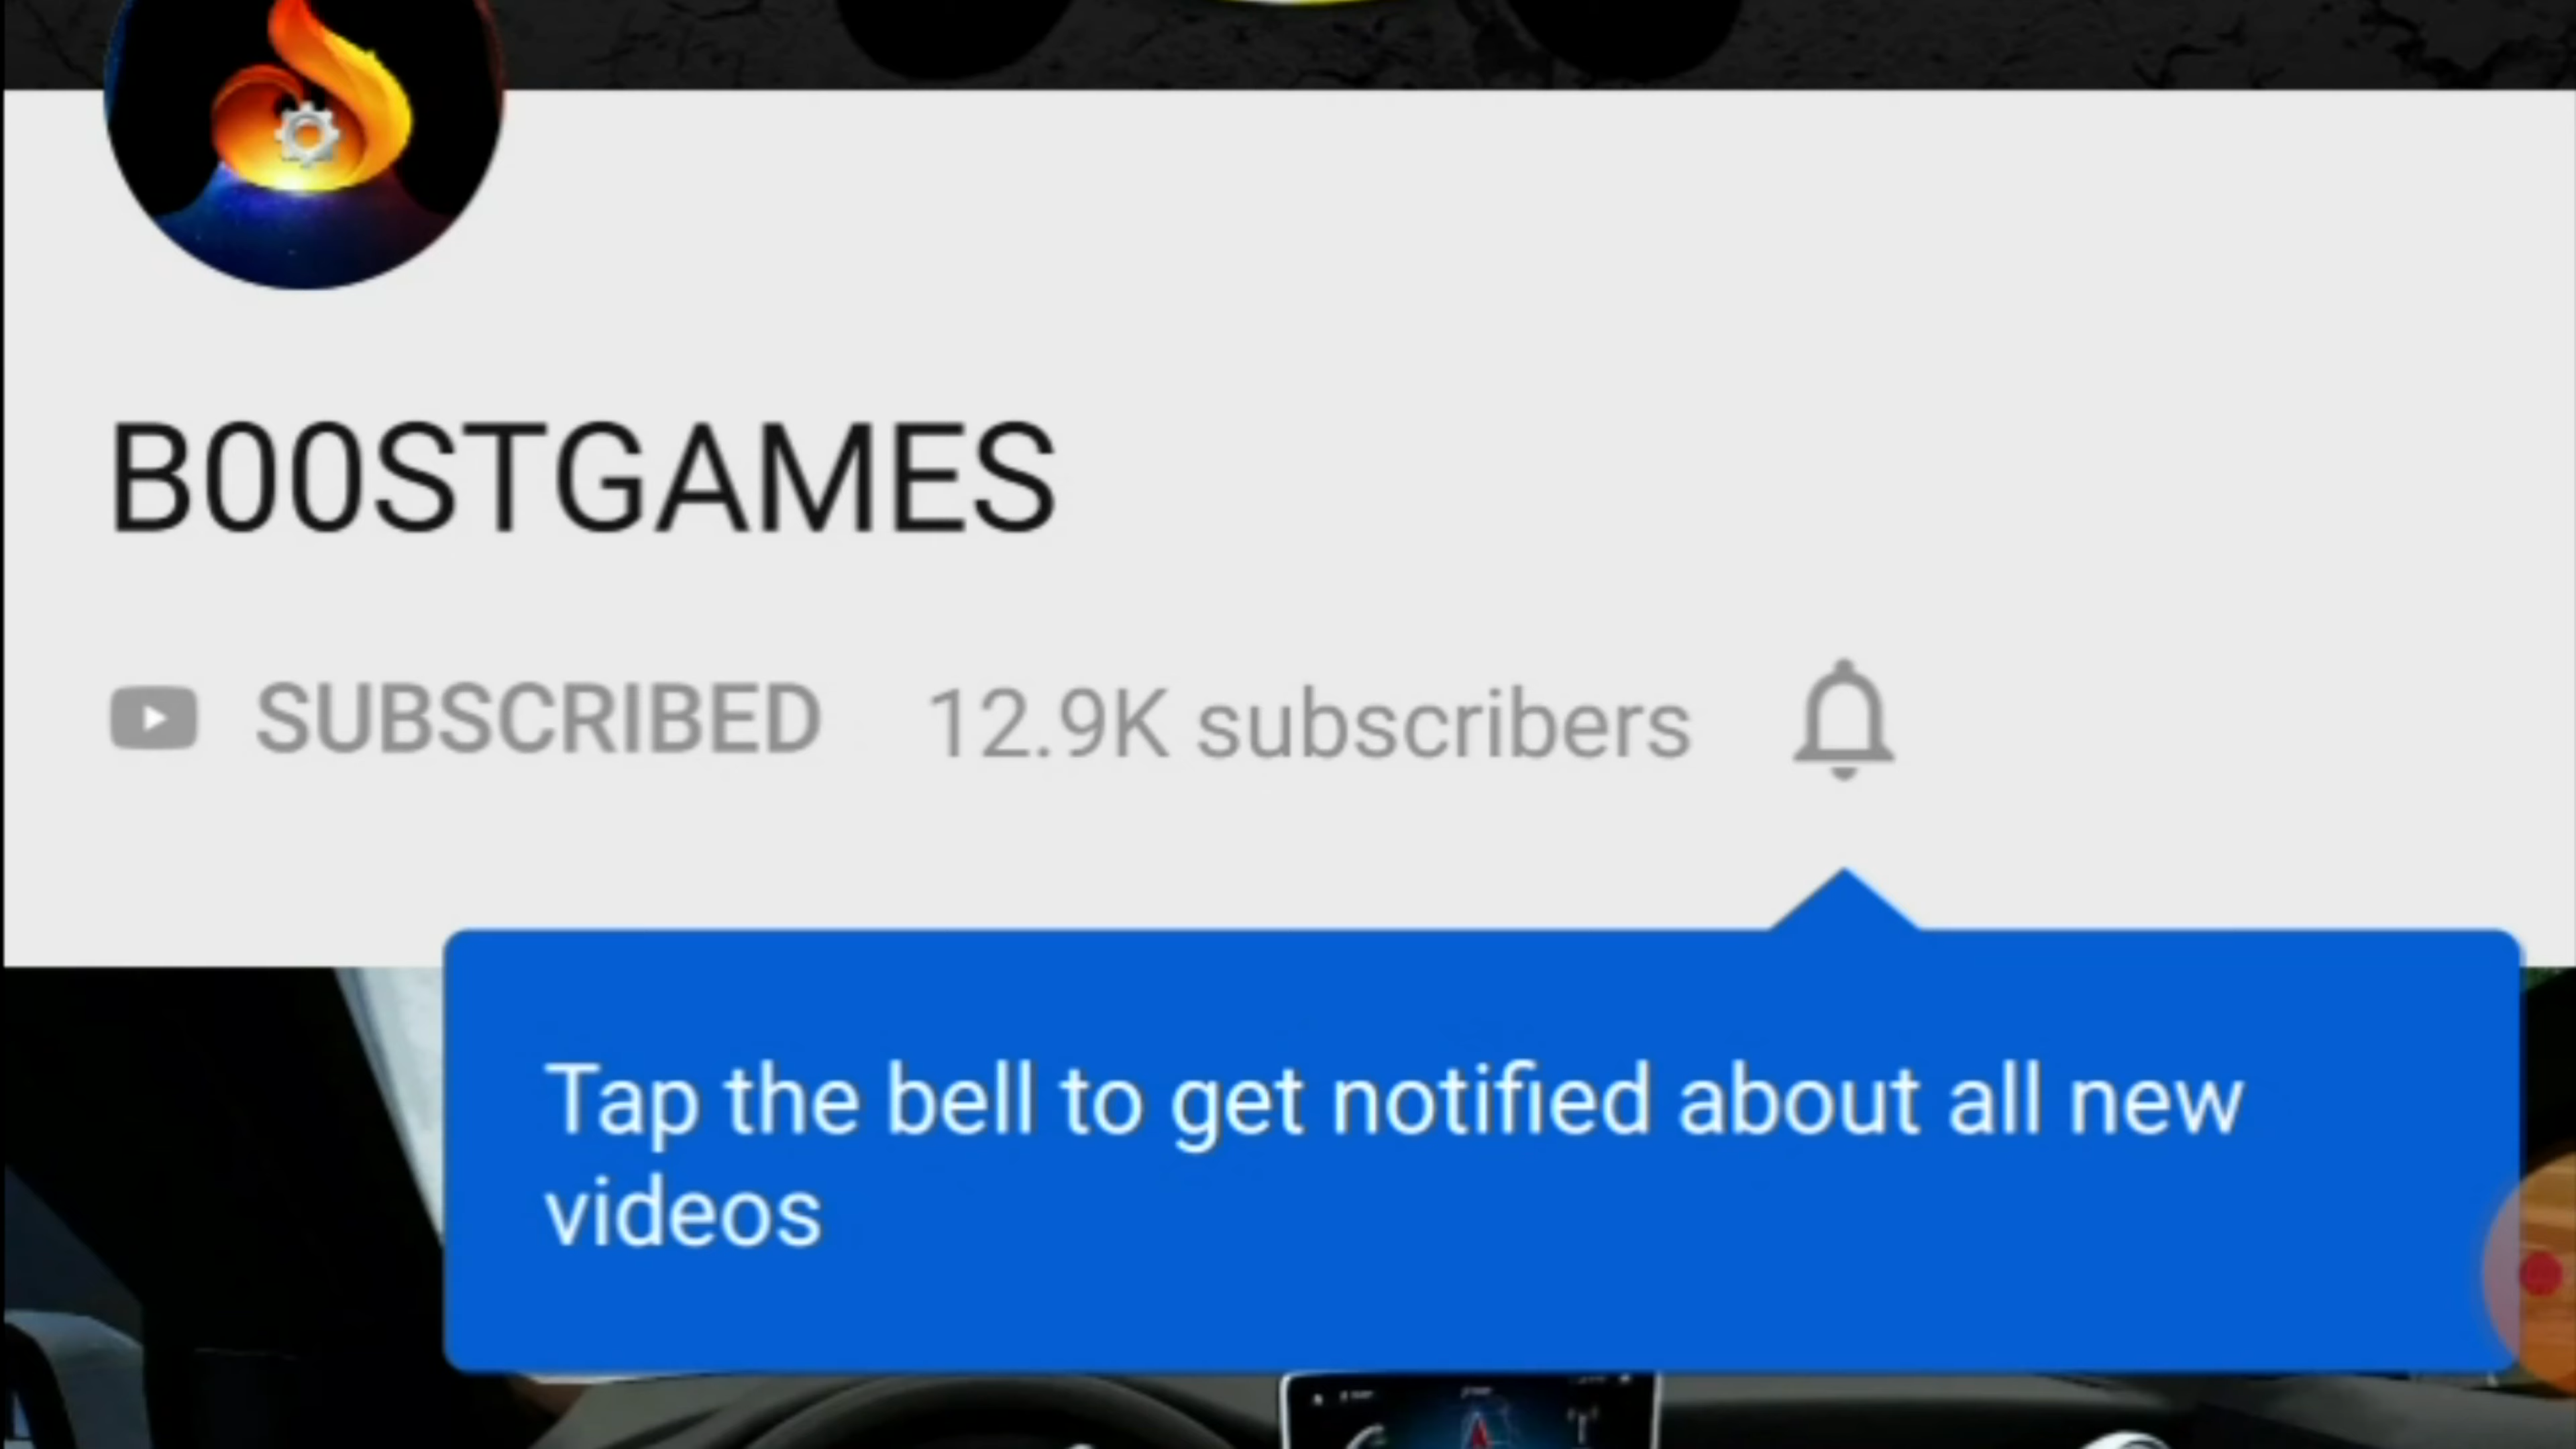 B00STGAMES
SUBSCRIBED 12.9K subscribers
Tap the bell to get notified about all new
videos